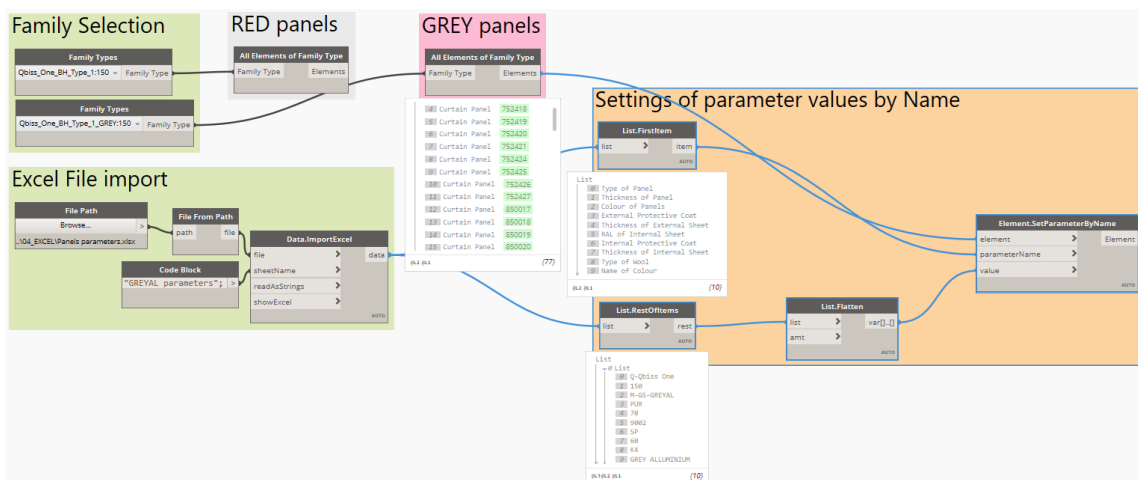 Family Selection
RED panels
GREY panels
Family Types
Qbiss_One_BH_Type_1:150
Family Type
Family Types
Qbiss_One_BH_Type_1_GREY:150
Family Type
All Elements of Family Type
Family Type
Elements
All Elements of Family Type
Family Type
Elements
4 Curtain Panel 752418
5 Curtain Panel 752419
6 Curtain Panel 752420
7 Curtain Panel 752421
8 Curtain Panel 752424
9 Curtain Panel 752425
10 Curtain Panel 752426
11 Curtain Panel 752427
12 Curtain Panel 850017
13 Curtain Panel 850018
14 Curtain Panel 850019
15 Curtain Panel 850020
@L2 @L1 {77}
Excel File import
File Path
Browse... >
..\04_EXCEL\Panels parameters.xlsx
File From Path
path > file
Code Block
"GREYAL parameters"; >
Data.ImportExcel
file > data
sheetName >
readAsStrings >
showExcel >
AUTO
Settings of parameter values by Name
List.FirstItem
list > item
AUTO
List
0 Type of Panel
1 Thickness of Panel
2 Colour of Panels
3 External Protective Coat
4 Thickness of External Sheet
5 RAL of Internal Sheet
6 Internal Protective Coat
7 Thickness of Internal Sheet
8 Type of Wool
9 Name of Colour
@L2 @L1 {10}
List.RestOfItems
list > rest
AUTO
List
0 List
0 Q-Qbiss One
1 150
2 M-GS-GREYAL
3 PUR
4 70
5 9002
6 SP
7 60
8 K4
9 GREY ALLUMINIUM
@L3 @L2 @L1 {10}
List.Flatten
list > var[]..[]
amt >
AUTO
Element.SetParameterByName
element > Element
parameterName >
value >
AUTO